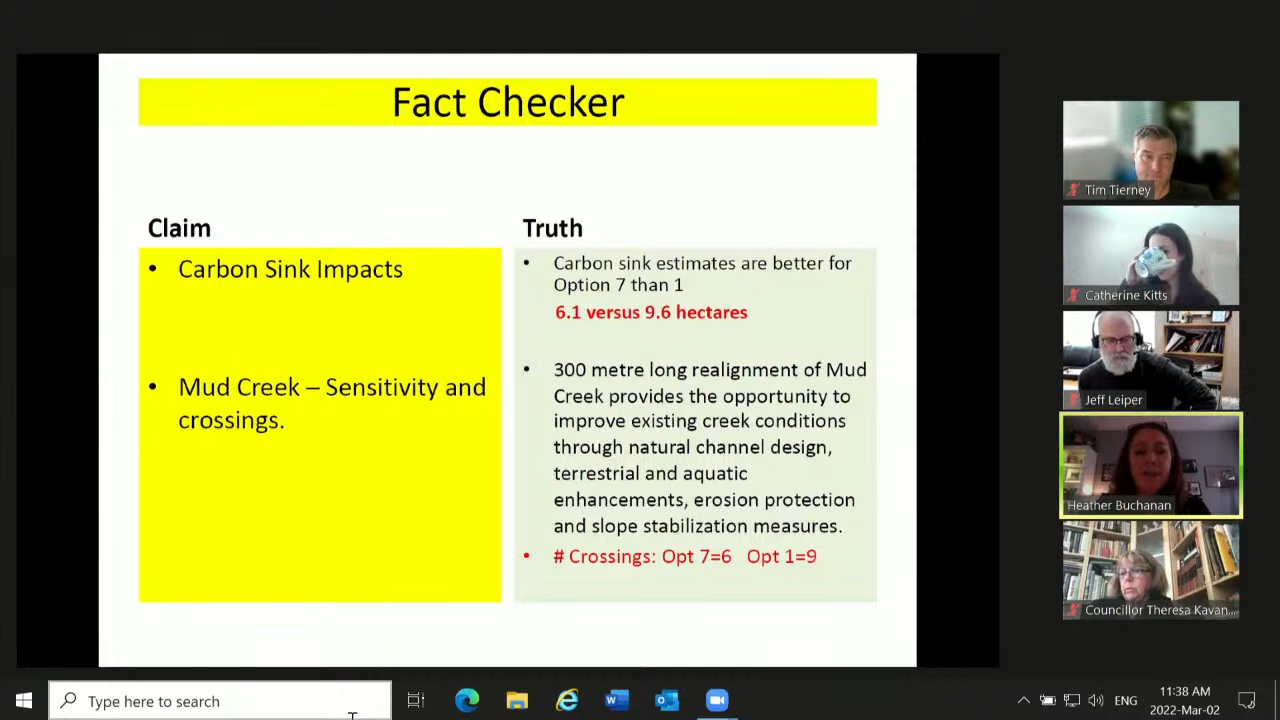 Fact Checker
Claim
• Carbon Sink Impacts
• Mud Creek – Sensitivity and
crossings.
Truth
• Carbon sink estimates are better for
Option 7 than 1
6.1 versus 9.6 hectares
• 300 metre long realignment of Mud
Creek provides the opportunity to
improve existing creek conditions
through natural channel design,
terrestrial and aquatic
enhancements, erosion protection
and slope stabilization measures.
• # Crossings: Opt 7=6 Opt 1=9
Tim Tierney
Catherine Kitts
Jeff Leiper
Heather Buchanan
Councillor Theresa Kavan...
Type here to search
ENG
11:38 AM
2022-Mar-02